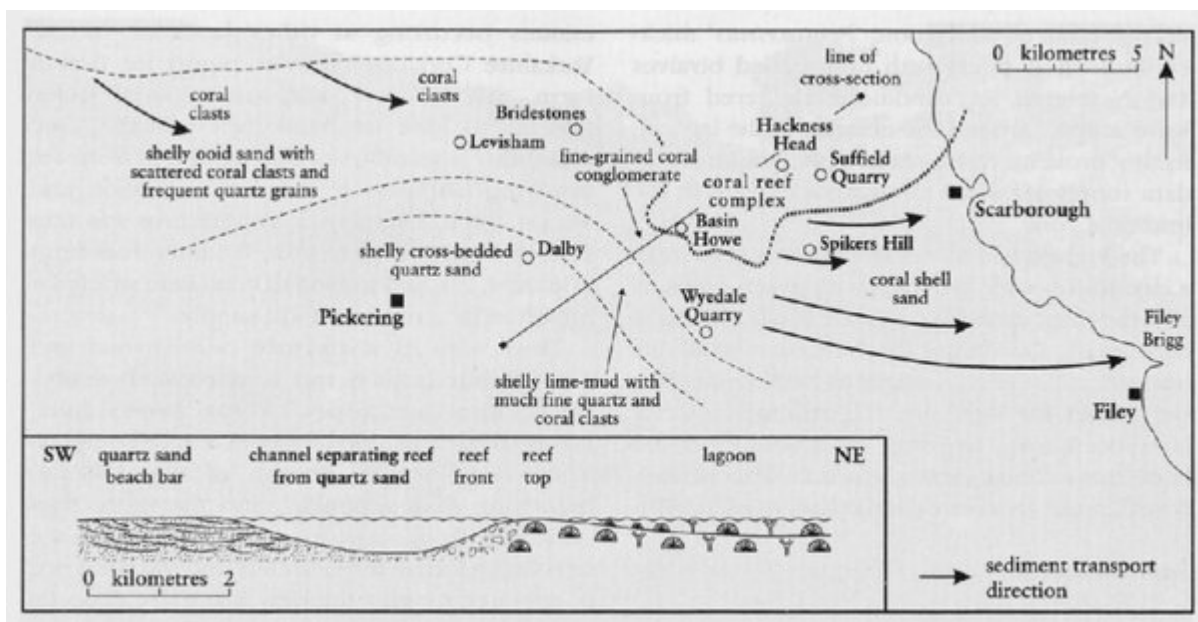 0 kilometres 5
N
line of
cross-section
coral
clasts
coral
clasts
Bridestones
Levisham
Hackness
Head
Suffield
Quarry
shelly ooid sand with
scattered coral clasts and
frequent quartz grains
fine-grained coral
conglomerate
coral reef
complex
Scarborough
Basin
Howe
Spikers Hill
shelly cross-bedded
quartz sand
Dalby
coral shell
sand
Pickering
Wyedale
Quarry
Filey
Brigg
shelly lime-mud with
much fine quartz and
coral clasts
Filey
SW
quartz sand
beach bar
channel separating reef
from quartz sand
reef
front
reef
top
lagoon
NE
0 kilometres 2
sediment transport
direction